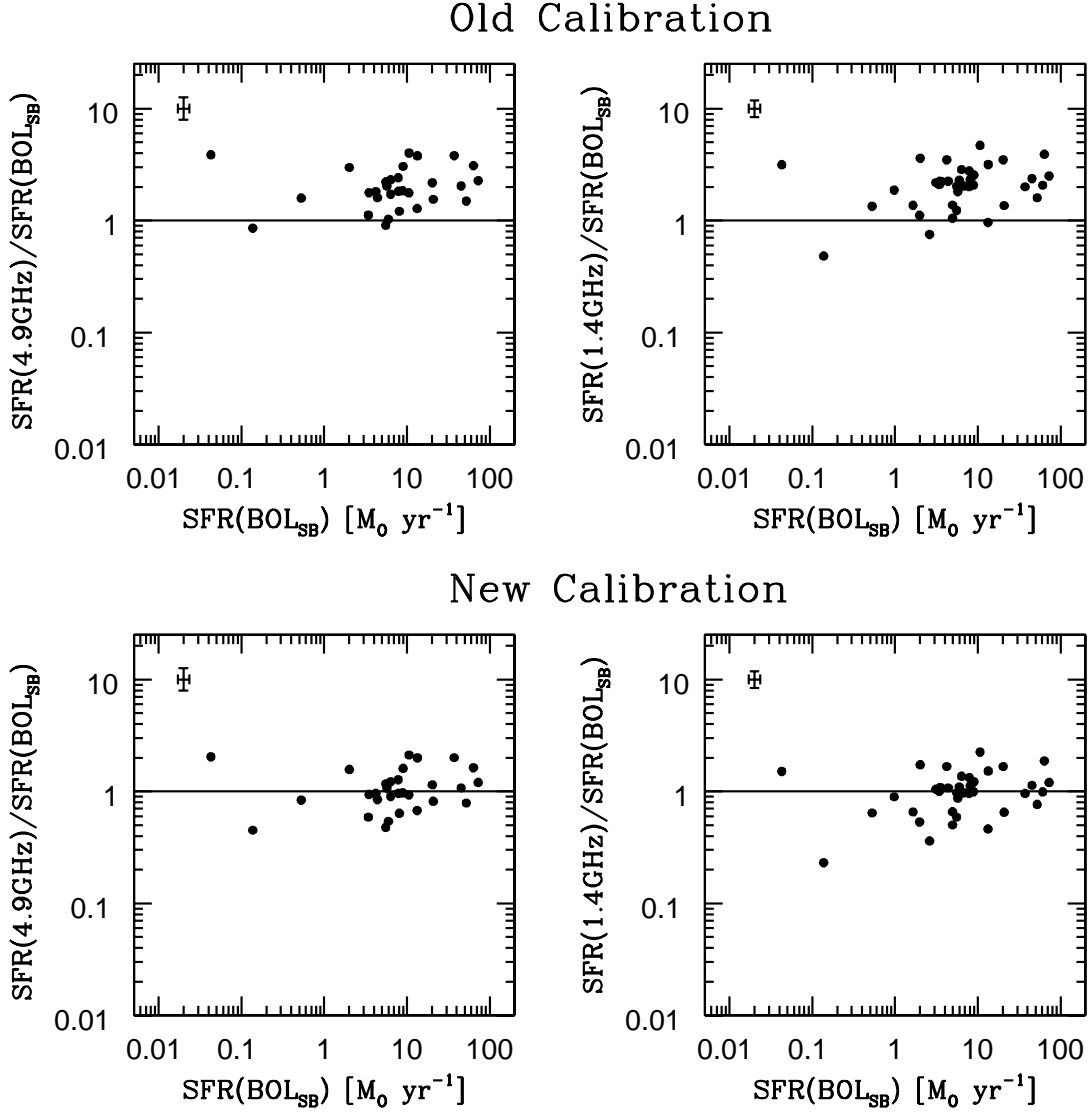 Old Calibration
SFR(4.9GHz)/SFR(BOL_SB)
10
1
0.1
0.01
0.01 0.1 1 10 100
SFR(BOL_SB) [M_0 yr^-1]
SFR(1.4GHz)/SFR(BOL_SB)
10
1
0.1
0.01
0.01 0.1 1 10 100
SFR(BOL_SB) [M_0 yr^-1]
New Calibration
SFR(4.9GHz)/SFR(BOL_SB)
10
1
0.1
0.01
0.01 0.1 1 10 100
SFR(BOL_SB) [M_0 yr^-1]
SFR(1.4GHz)/SFR(BOL_SB)
10
1
0.1
0.01
0.01 0.1 1 10 100
SFR(BOL_SB) [M_0 yr^-1]